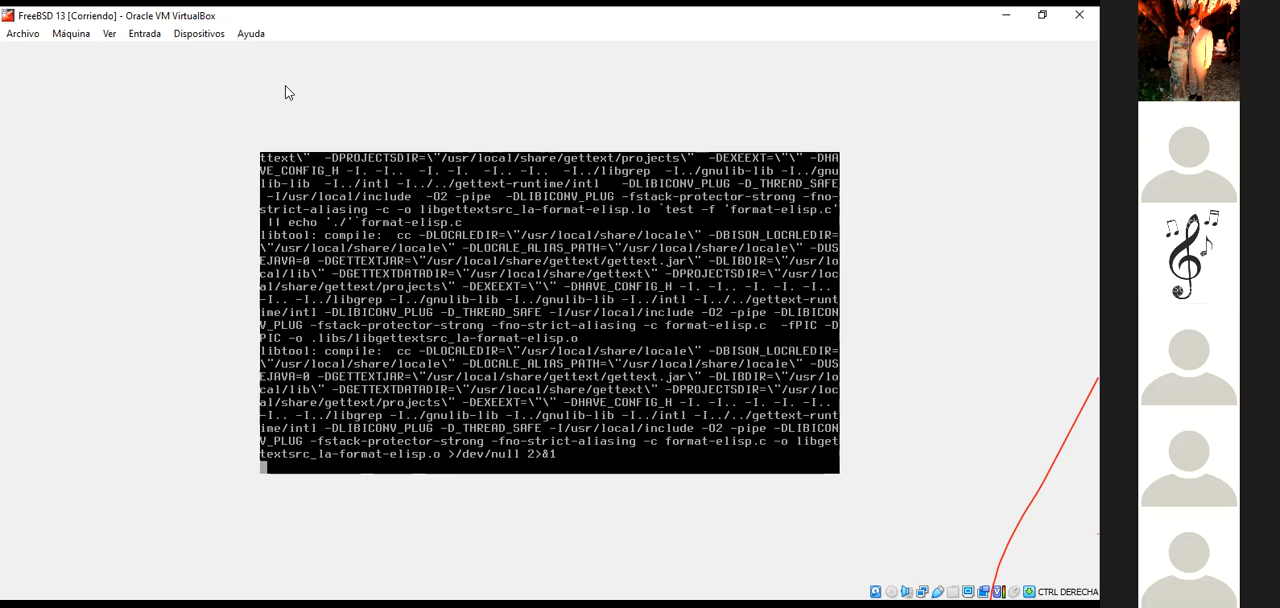 FreeBSD 13 [Corriendo] - Oracle VM VirtualBox
Archivo Máquina Ver Entrada Dispositivos Ayuda
ttext\" -DPROJECTSDIR=\"/usr/local/share/gettext/projects\" -DEXEEXT=\"\" -DHA
VE_CONFIG_H -I. -I.. -I. -I. -I.. -I.. -I../libgrep -I../gnulib-lib -I../gnu
lib-lib -I../intl -I../../gettext-runtime/intl -DLIBICONV_PLUG -D_THREAD_SAFE
-I/usr/local/include -O2 -pipe -DLIBICONV_PLUG -fstack-protector-strong -fno-
strict-aliasing -c -o libgettextsrc_la-format-elisp.lo `test -f 'format-elisp.c'
|| echo './'`format-elisp.c
libtool: compile: cc -DLOCALEDIR=\"/usr/local/share/locale\" -DBISON_LOCALEDIR=
\"/usr/local/share/locale\" -DLOCALE_ALIAS_PATH=\"/usr/local/share/locale\" -DUS
EJAVA=0 -DGETTEXTJAR=\"/usr/local/share/gettext/gettext.jar\" -DLIBDIR=\"/usr/lo
cal/lib\" -DGETTEXTDATADIR=\"/usr/local/share/gettext\" -DPROJECTSDIR=\"/usr/loc
al/share/gettext/projects\" -DEXEEXT=\"\" -DHAVE_CONFIG_H -I. -I.. -I. -I. -I..
-I.. -I../libgrep -I../gnulib-lib -I../gnulib-lib -I../intl -I../../gettext-runt
ime/intl -DLIBICONV_PLUG -D_THREAD_SAFE -I/usr/local/include -O2 -pipe -DLIBICON
V_PLUG -fstack-protector-strong -fno-strict-aliasing -c format-elisp.c -fPIC -D
PIC -o .libs/libgettextsrc_la-format-elisp.o
libtool: compile: cc -DLOCALEDIR=\"/usr/local/share/locale\" -DBISON_LOCALEDIR=
\"/usr/local/share/locale\" -DLOCALE_ALIAS_PATH=\"/usr/local/share/locale\" -DUS
EJAVA=0 -DGETTEXTJAR=\"/usr/local/share/gettext/gettext.jar\" -DLIBDIR=\"/usr/lo
cal/lib\" -DGETTEXTDATADIR=\"/usr/local/share/gettext\" -DPROJECTSDIR=\"/usr/loc
al/share/gettext/projects\" -DEXEEXT=\"\" -DHAVE_CONFIG_H -I. -I.. -I. -I. -I..
-I.. -I../libgrep -I../gnulib-lib -I../gnulib-lib -I../intl -I../../gettext-runt
ime/intl -DLIBICONV_PLUG -D_THREAD_SAFE -I/usr/local/include -O2 -pipe -DLIBICON
V_PLUG -fstack-protector-strong -fno-strict-aliasing -c format-elisp.c -o libget
textsrc_la-format-elisp.o >/dev/null 2>&1
CTRL DERECHA